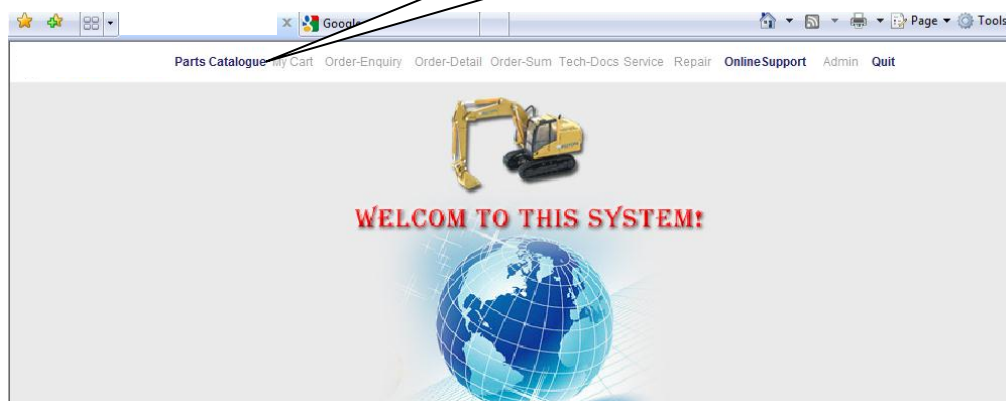 Google
Page Tools
Parts Catalogue My Cart Order-Enquiry Order-Detail Order-Sum Tech-Docs Service Repair OnlineSupport Admin Quit
WELCOM TO THIS SYSTEM!